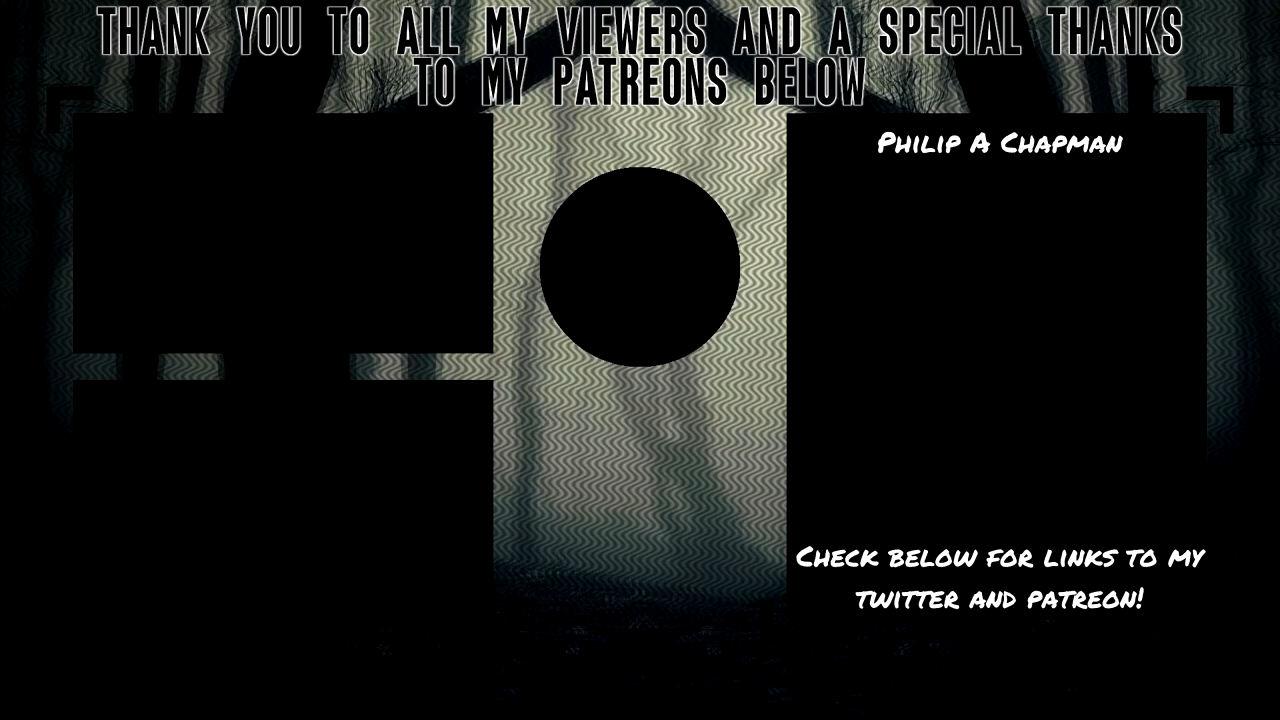 THANK YOU TO ALL MY VIEWERS AND A SPECIAL THANKS
TO MY PATREONS BELOW
Philip A Chapman
Check below for links to my
twitter and patreon!